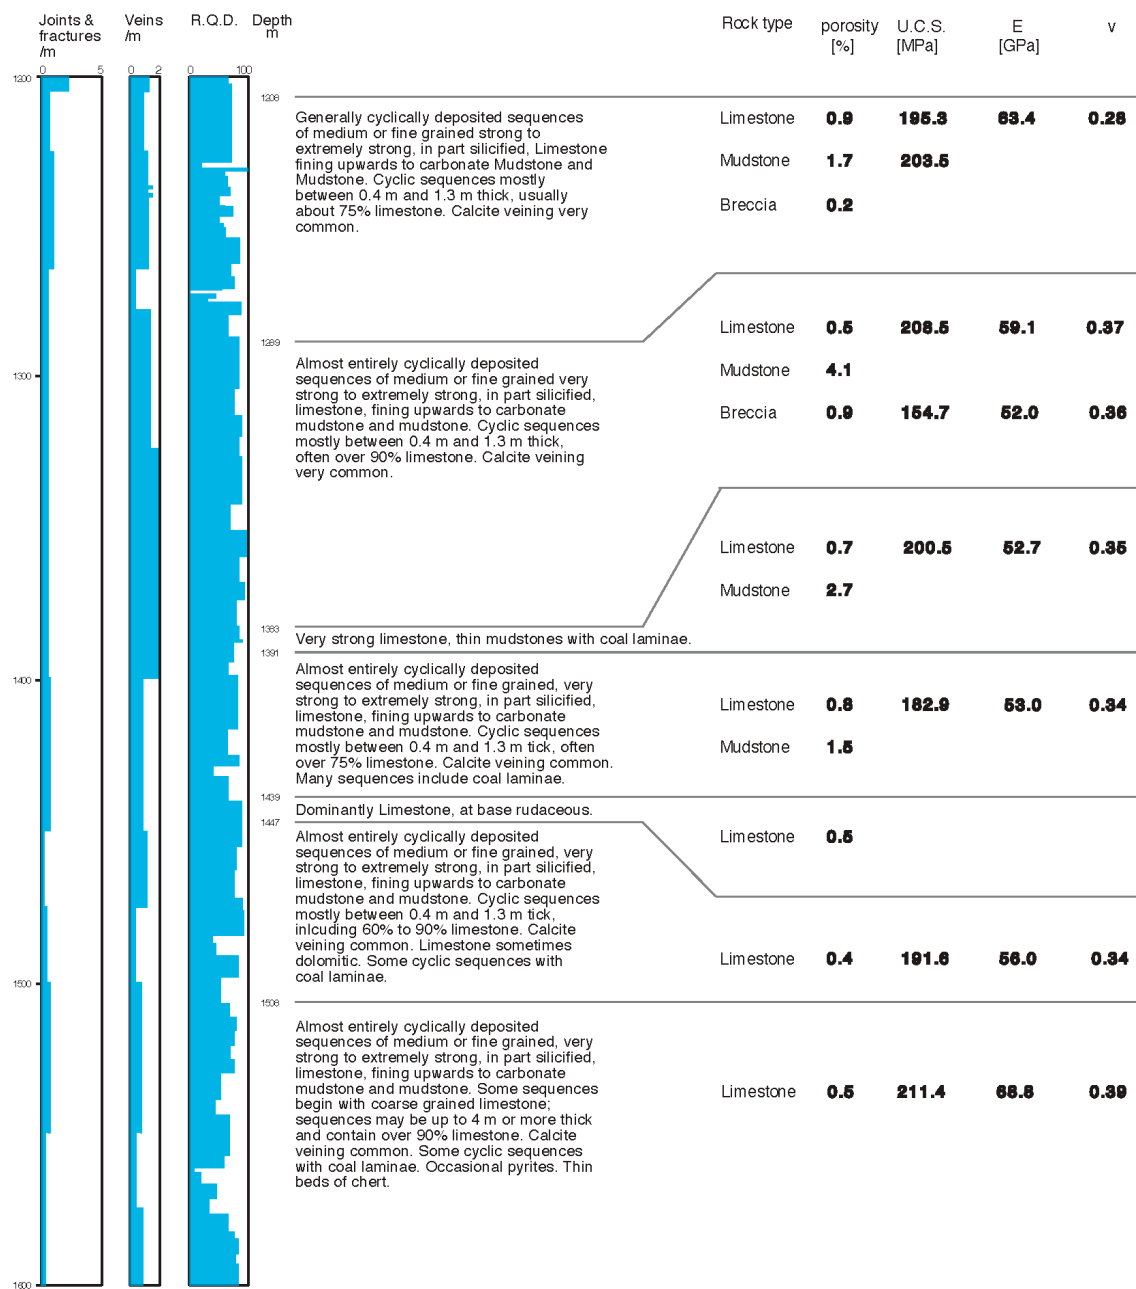 Joints &
fractures
/m
Veins
/m
R.Q.D.
Depth
m
Rock type
porosity
[%]
U.C.S.
[MPa]
E
[GPa]
v
0 5
0 2
0 100
1200
1208
Generally cyclically deposited sequences
of medium or fine grained strong to
extremely strong, in part silicified, Limestone
fining upwards to carbonate Mudstone and
Mudstone. Cyclic sequences mostly
between 0.4 m and 1.3 m thick, usually
about 75% limestone. Calcite veining very
common.
Limestone 0.9 195.3 63.4 0.28
Mudstone 1.7 203.5
Breccia 0.2
1289
1300
Almost entirely cyclically deposited
sequences of medium or fine grained very
strong to extremely strong, in part silicified,
limestone, fining upwards to carbonate
mudstone and mudstone. Cyclic sequences
mostly between 0.4 m and 1.3 m thick,
often over 90% limestone. Calcite veining
very common.
Limestone 0.5 208.5 59.1 0.37
Mudstone 4.1
Breccia 0.9 154.7 52.0 0.36
Limestone 0.7 200.5 52.7 0.35
Mudstone 2.7
1383
Very strong limestone, thin mudstones with coal laminae.
1391
1400
Almost entirely cyclically deposited
sequences of medium or fine grained, very
strong to extremely strong, in part silicified,
limestone, fining upwards to carbonate
mudstone and mudstone. Cyclic sequences
mostly between 0.4 m and 1.3 m tick, often
over 75% limestone. Calcite veining common.
Many sequences include coal laminae.
Limestone 0.8 182.9 53.0 0.34
Mudstone 1.5
1439
Dominantly Limestone, at base rudaceous.
1447
Limestone 0.5
Almost entirely cyclically deposited
sequences of medium or fine grained, very
strong to extremely strong, in part silicified,
limestone, fining upwards to carbonate
mudstone and mudstone. Cyclic sequences
mostly between 0.4 m and 1.3 m tick,
inlcuding 60% to 90% limestone. Calcite
veining common. Limestone sometimes
dolomitic. Some cyclic sequences with
coal laminae.
Limestone 0.4 191.6 56.0 0.34
1500
1508
Almost entirely cyclically deposited
sequences of medium or fine grained, very
strong to extremely strong, in part silicified,
limestone, fining upwards to carbonate
mudstone and mudstone. Some sequences
begin with coarse grained limestone;
sequences may be up to 4 m or more thick
and contain over 90% limestone. Calcite
veining common. Some cyclic sequences
with coal laminae. Occasional pyrites. Thin
beds of chert.
Limestone 0.5 211.4 68.8 0.39
1600